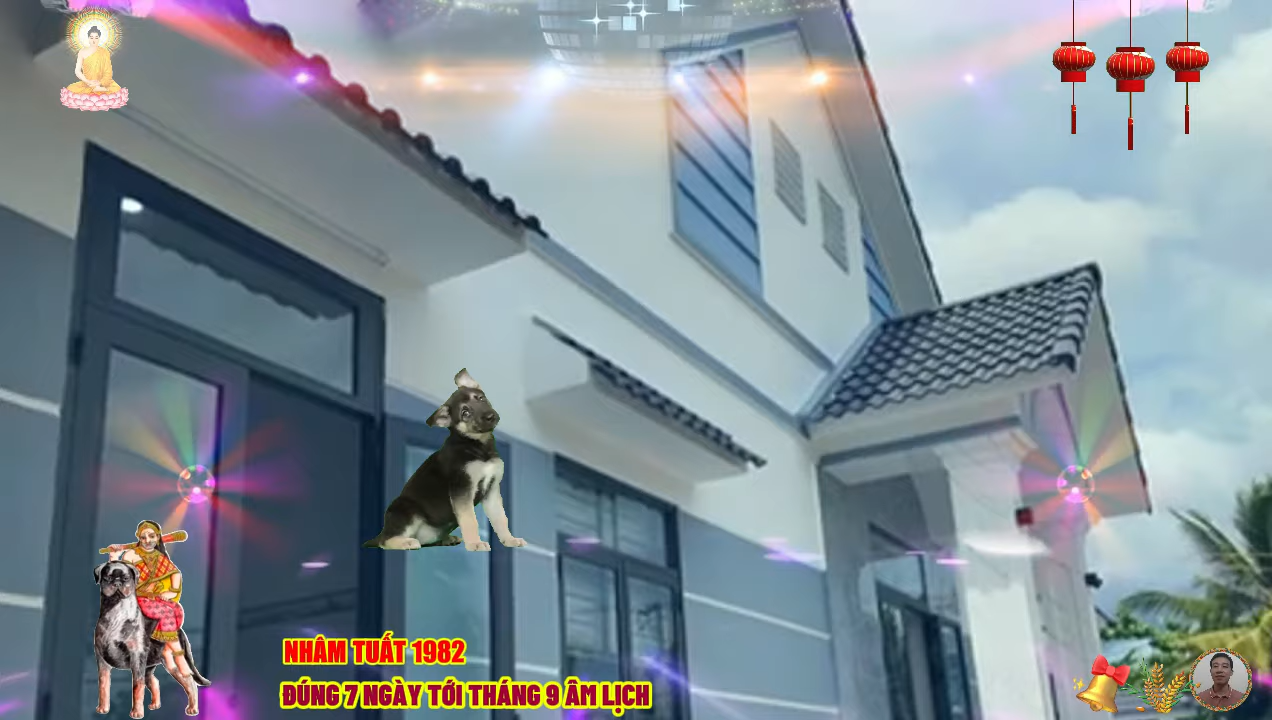 NHÂM TUẤT 1982
ĐÚNG 7 NGÀY TỚI THÁNG 9 ÂM LỊCH